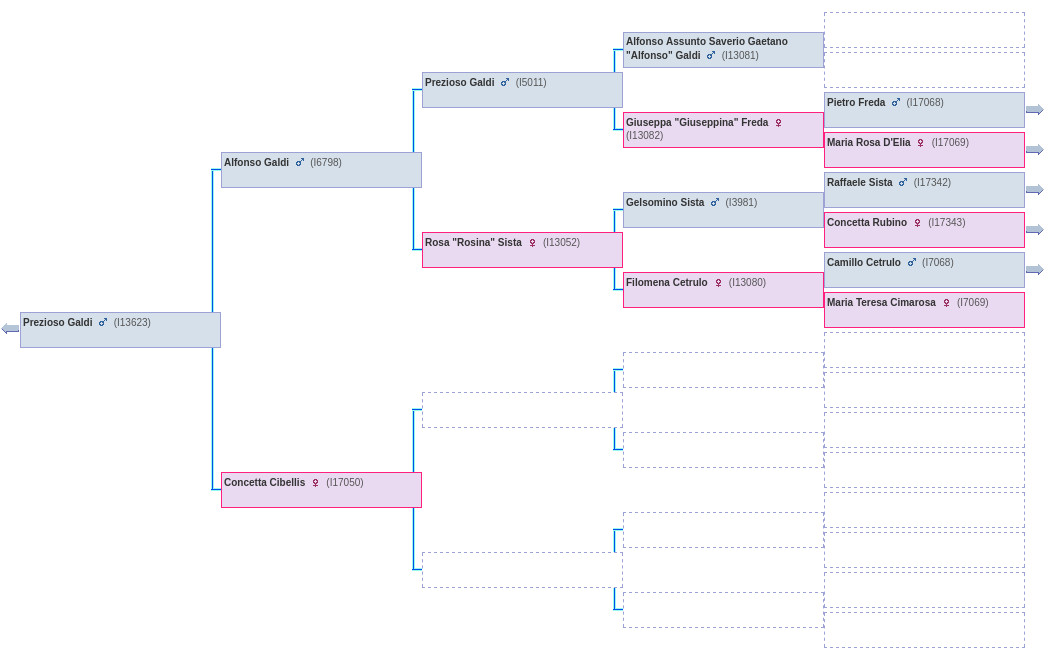 Alfonso Assunto Saverio Gaetano
"Alfonso" Galdi ♂ (I13081)
Prezioso Galdi ♂ (I5011)
Pietro Freda ♂ (I17068)
Giuseppa "Giuseppina" Freda ♀
(I13082)
Maria Rosa D'Elia ♀ (I17069)
Alfonso Galdi ♂ (I6798)
Raffaele Sista ♂ (I17342)
Gelsomino Sista ♂ (I3981)
Concetta Rubino ♀ (I17343)
Rosa "Rosina" Sista ♀ (I13052)
Camillo Cetrulo ♂ (I7068)
Filomena Cetrulo ♀ (I13080)
Maria Teresa Cimarosa ♀ (I7069)
Prezioso Galdi ♂ (I13623)
Concetta Cibellis ♀ (I17050)